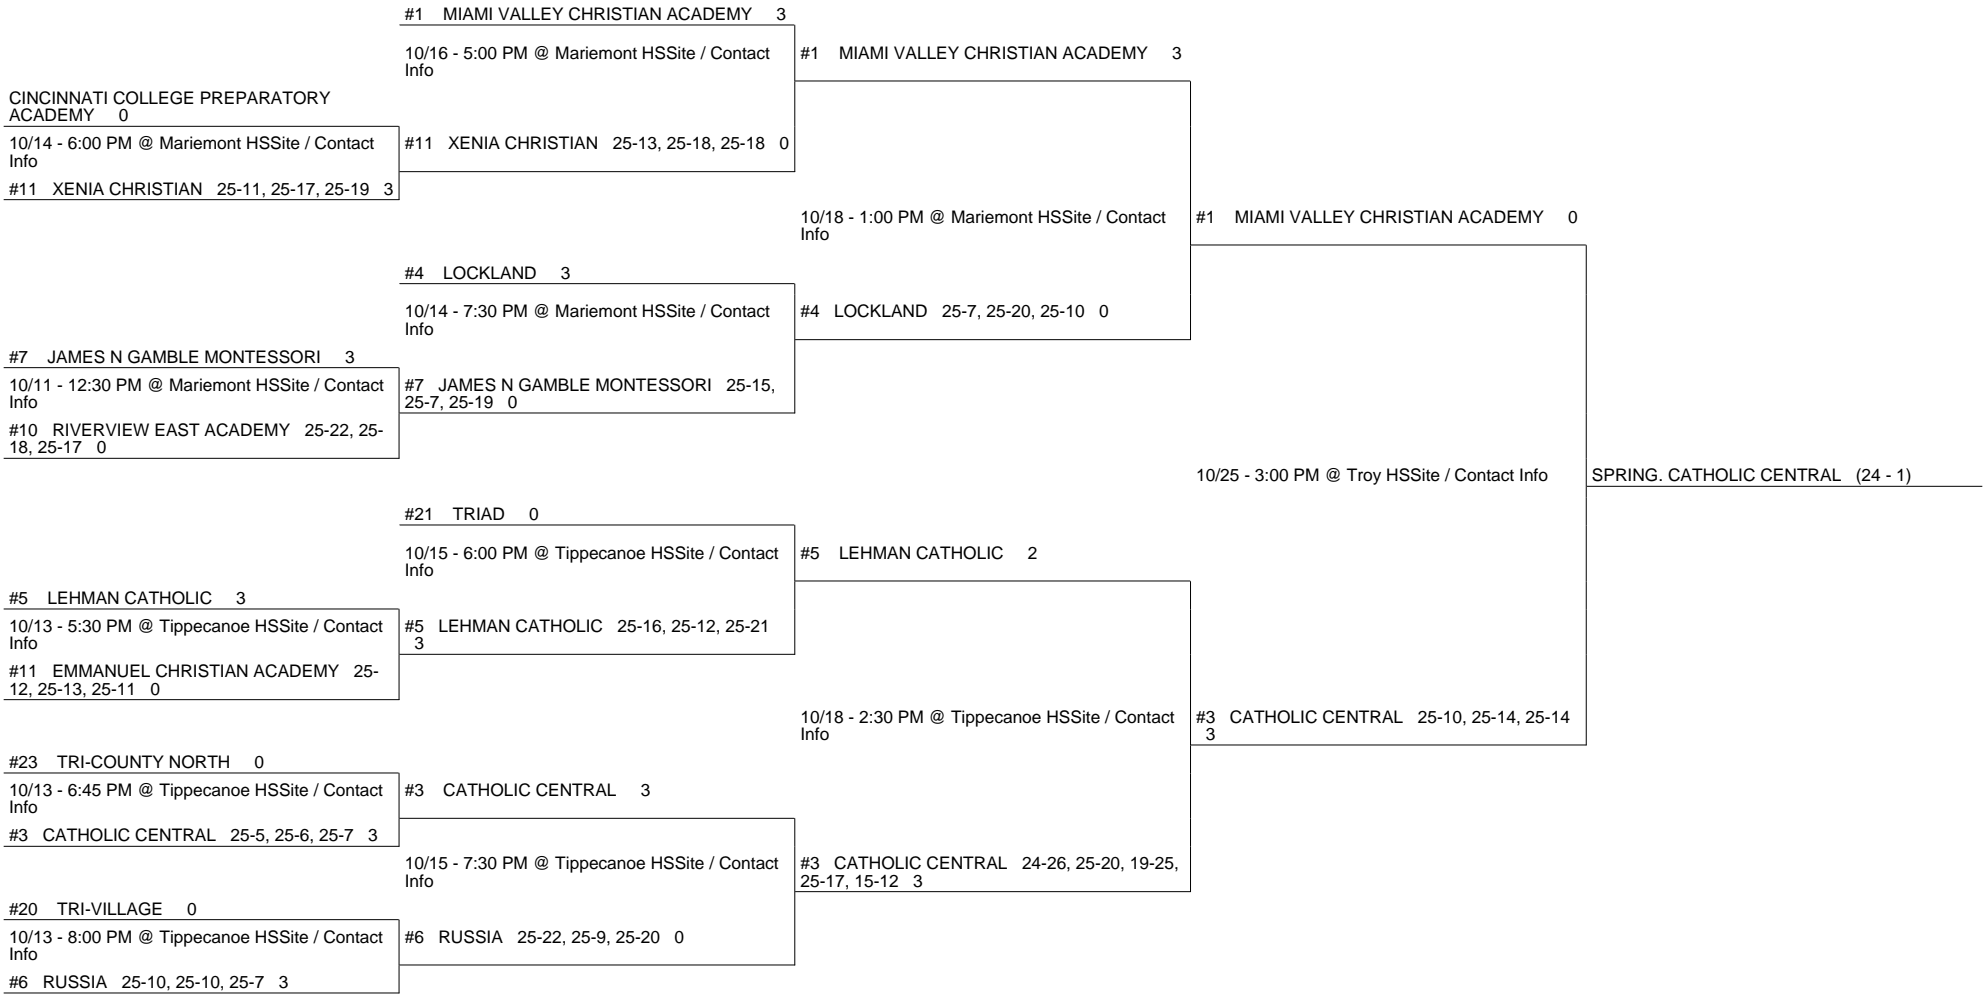 #1 MIAMI VALLEY CHRISTIAN ACADEMY 3
10/16 - 5:00 PM @ Mariemont HSSite / Contact
Info
#1 MIAMI VALLEY CHRISTIAN ACADEMY 3
CINCINNATI COLLEGE PREPARATORY
ACADEMY 0
10/14 - 6:00 PM @ Mariemont HSSite / Contact
Info
#11 XENIA CHRISTIAN 25-13, 25-18, 25-18 0
#11 XENIA CHRISTIAN 25-11, 25-17, 25-19 3
10/18 - 1:00 PM @ Mariemont HSSite / Contact
Info
#1 MIAMI VALLEY CHRISTIAN ACADEMY 0
#4 LOCKLAND 3
10/14 - 7:30 PM @ Mariemont HSSite / Contact
Info
#4 LOCKLAND 25-7, 25-20, 25-10 0
#7 JAMES N GAMBLE MONTESSORI 3
10/11 - 12:30 PM @ Mariemont HSSite / Contact
Info
#7 JAMES N GAMBLE MONTESSORI 25-15,
25-7, 25-19 0
#10 RIVERVIEW EAST ACADEMY 25-22, 25-
18, 25-17 0
10/25 - 3:00 PM @ Troy HSSite / Contact Info
SPRING. CATHOLIC CENTRAL (24 - 1)
#21 TRIAD 0
10/15 - 6:00 PM @ Tippecanoe HSSite / Contact
Info
#5 LEHMAN CATHOLIC 2
#5 LEHMAN CATHOLIC 3
10/13 - 5:30 PM @ Tippecanoe HSSite / Contact
Info
#5 LEHMAN CATHOLIC 25-16, 25-12, 25-21
3
#11 EMMANUEL CHRISTIAN ACADEMY 25-
12, 25-13, 25-11 0
10/18 - 2:30 PM @ Tippecanoe HSSite / Contact
Info
#3 CATHOLIC CENTRAL 25-10, 25-14, 25-14
3
#23 TRI-COUNTY NORTH 0
10/13 - 6:45 PM @ Tippecanoe HSSite / Contact
Info
#3 CATHOLIC CENTRAL 3
#3 CATHOLIC CENTRAL 25-5, 25-6, 25-7 3
10/15 - 7:30 PM @ Tippecanoe HSSite / Contact
Info
#3 CATHOLIC CENTRAL 24-26, 25-20, 19-25,
25-17, 15-12 3
#20 TRI-VILLAGE 0
10/13 - 8:00 PM @ Tippecanoe HSSite / Contact
Info
#6 RUSSIA 25-22, 25-9, 25-20 0
#6 RUSSIA 25-10, 25-10, 25-7 3